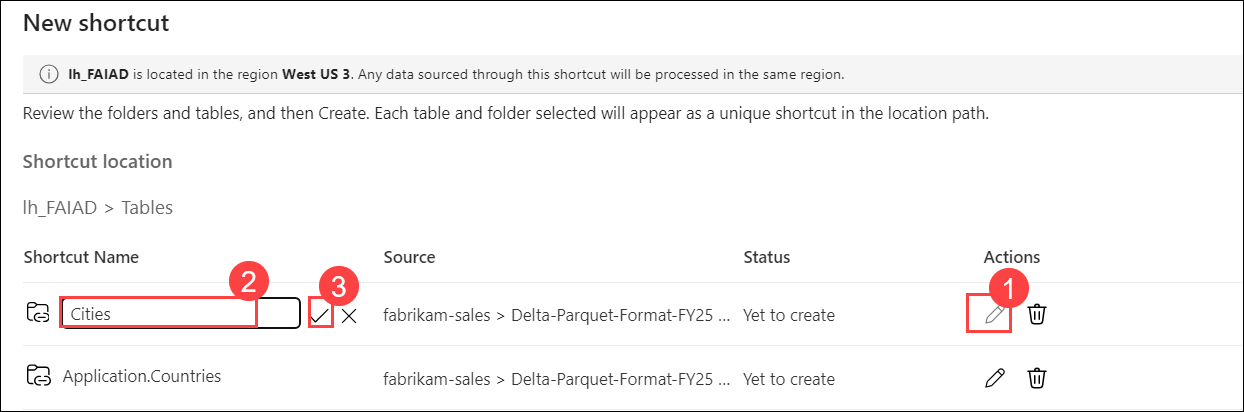 New shortcut
lh_FAIAD is located in the region West US 3. Any data sourced through this shortcut will be processed in the same region.
Review the folders and tables, and then Create. Each table and folder selected will appear as a unique shortcut in the location path.
Shortcut location
lh_FAIAD > Tables
Shortcut Name Source Status Actions
2 3 1
Cities fabrikam-sales > Delta-Parquet-Format-FY25 ... Yet to create
Application.Countries fabrikam-sales > Delta-Parquet-Format-FY25 ... Yet to create